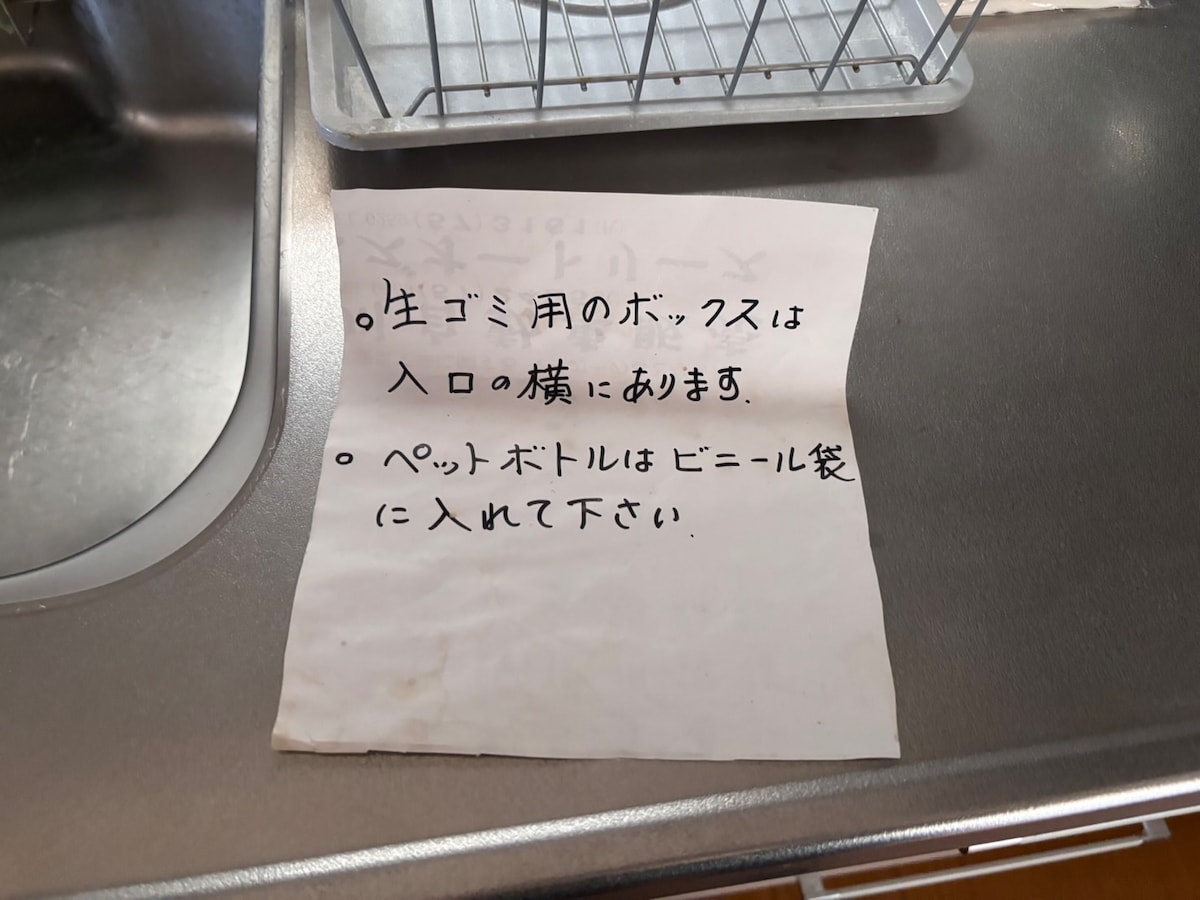 。生ゴミ用のボックスは
入口の横にあります.
。ペットボトルはビニール袋
に入れて下さい.